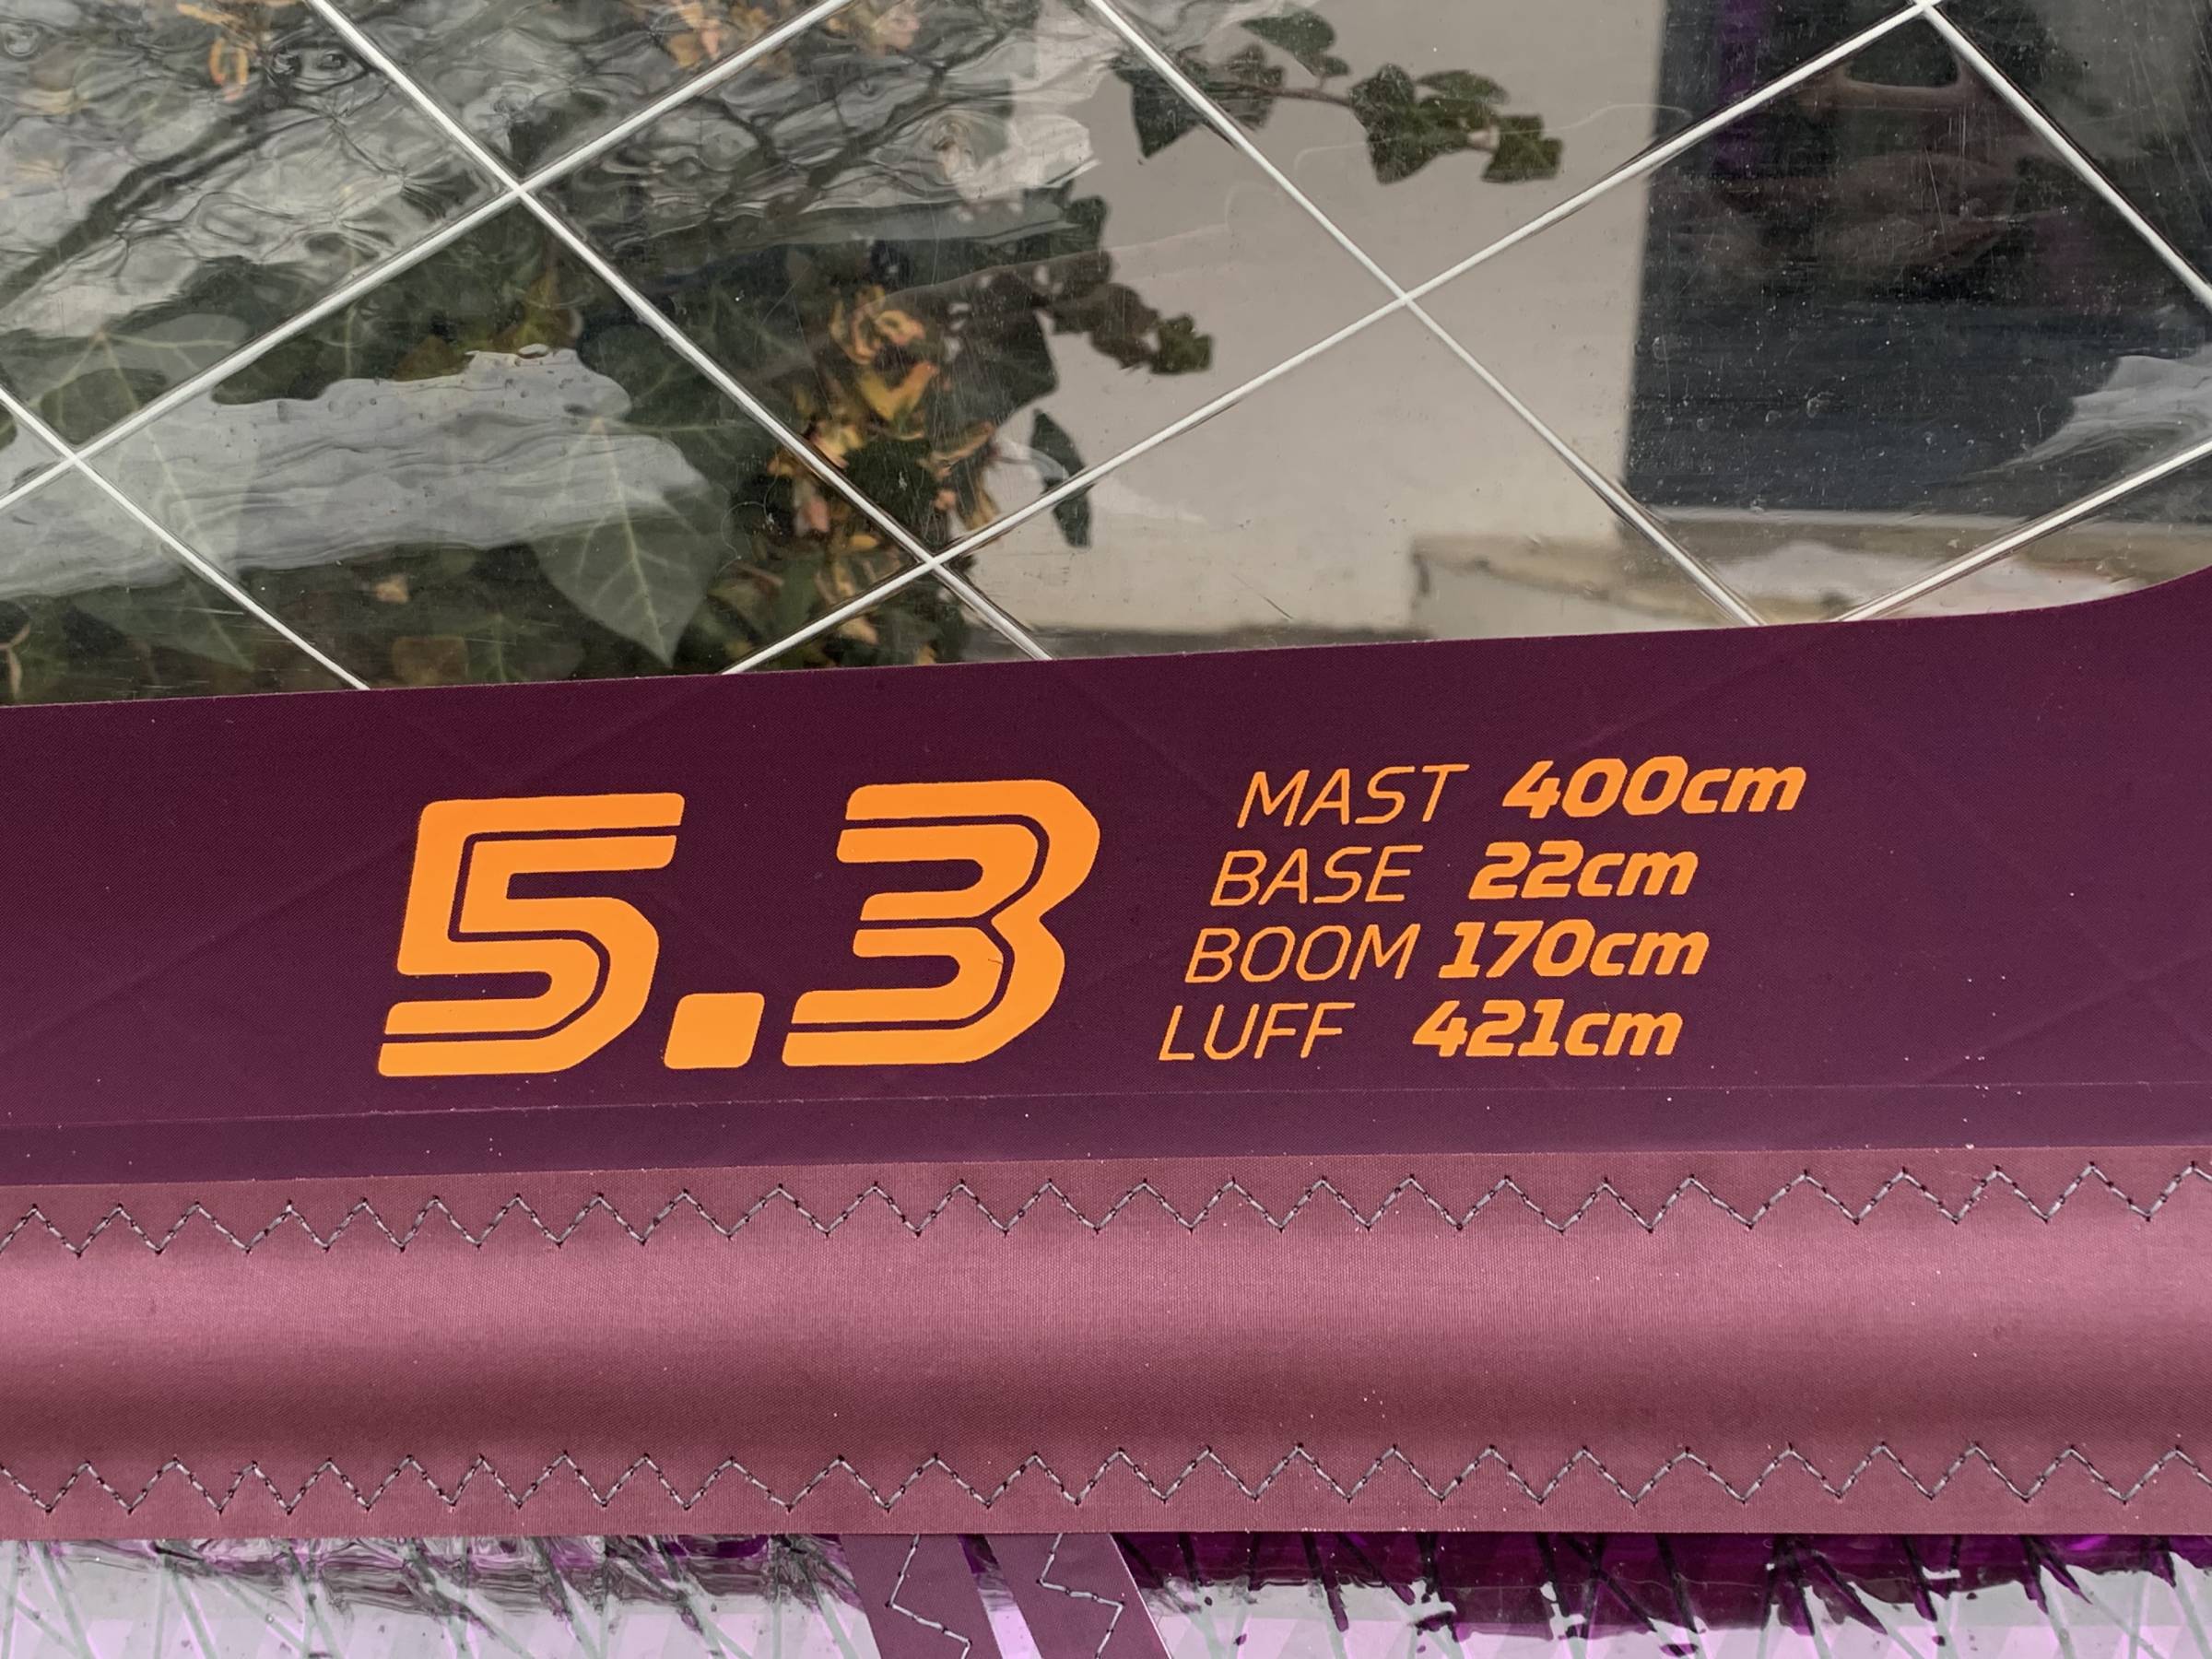 5.3
MAST 400cm
BASE 22cm
BOOM 170cm
LUFF 421cm